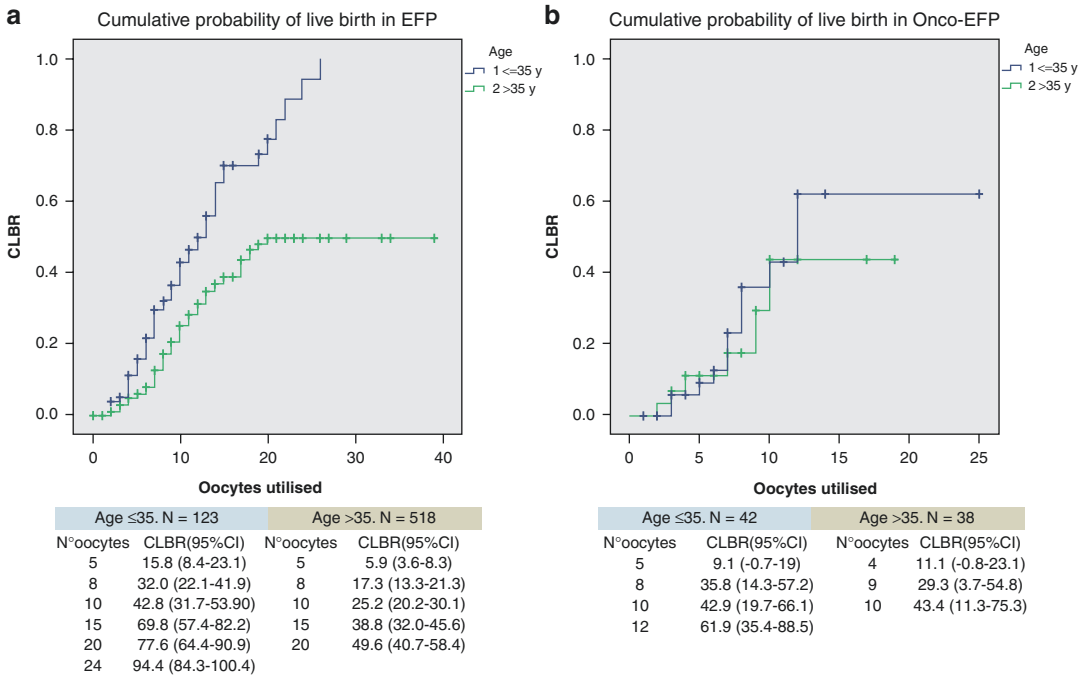 a
Cumulative probability of live birth in EFP
Age
1 <=35 y
2 >35 y
CLBR
1.0
0.8
0.6
0.4
0.2
0.0
0 10 20 30 40
Oocytes utilised
Age ≤35. N = 123 Age >35. N = 518
N°oocytes CLBR(95%CI) N°oocytes CLBR(95%CI)
5 15.8 (8.4-23.1) 5 5.9 (3.6-8.3)
8 32.0 (22.1-41.9) 8 17.3 (13.3-21.3)
10 42.8 (31.7-53.90) 10 25.2 (20.2-30.1)
15 69.8 (57.4-82.2) 15 38.8 (32.0-45.6)
20 77.6 (64.4-90.9) 20 49.6 (40.7-58.4)
24 94.4 (84.3-100.4)
b
Cumulative probability of live birth in Onco-EFP
Age
1 <=35 y
2 >35 y
CLBR
1.0
0.8
0.6
0.4
0.2
0.0
0 5 10 15 20 25
Oocytes utilised
Age ≤35. N = 42 Age >35. N = 38
N°oocytes CLBR(95%CI) N°oocytes CLBR(95%CI)
5 9.1 (-0.7-19) 4 11.1 (-0.8-23.1)
8 35.8 (14.3-57.2) 9 29.3 (3.7-54.8)
10 42.9 (19.7-66.1) 10 43.4 (11.3-75.3)
12 61.9 (35.4-88.5)